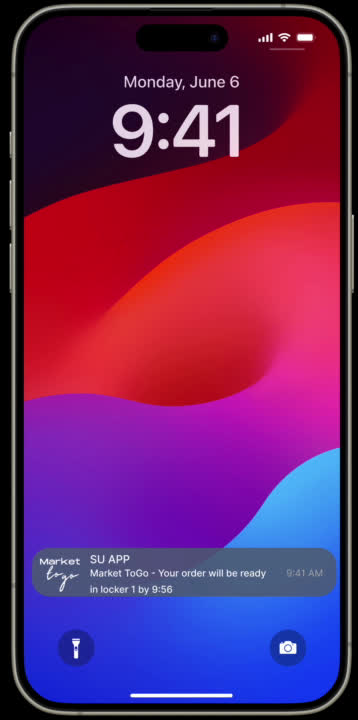 Monday, June 6
9:41
Market
togo
SU APP
Market ToGo - Your order will be ready
in locker 1 by 9:56
9:41 AM